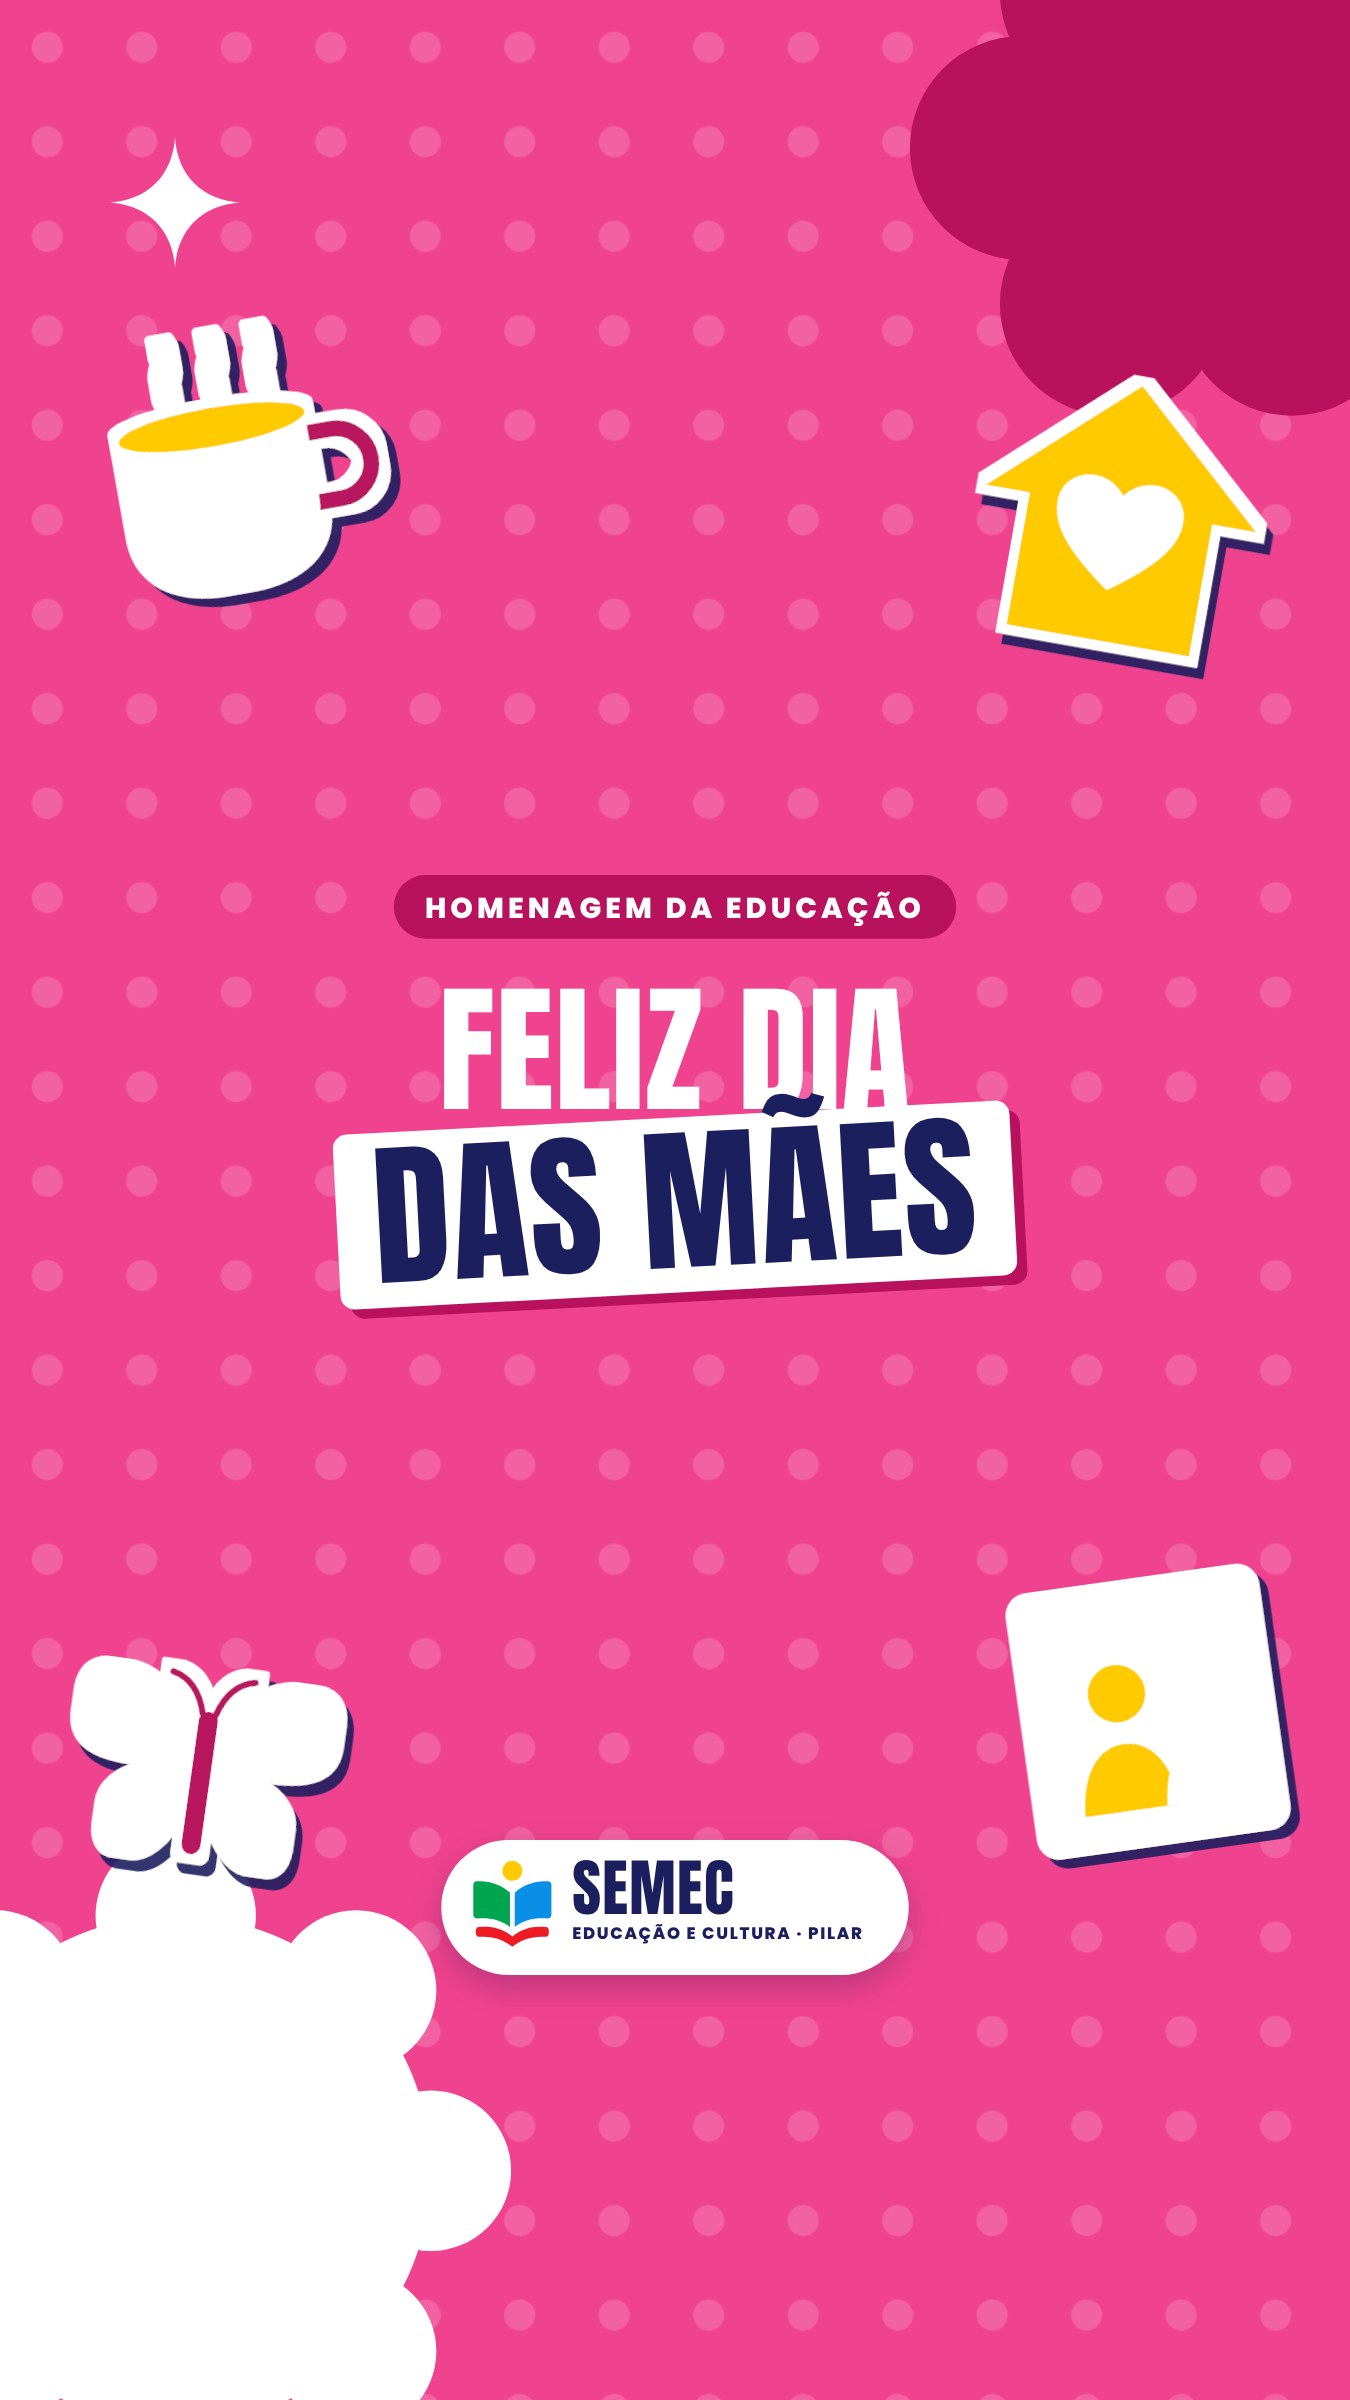 HOMENAGEM DA EDUCAÇÃO
FELIZ DIA
DAS MÃES
SEMEC
EDUCAÇÃO E CULTURA · PILAR